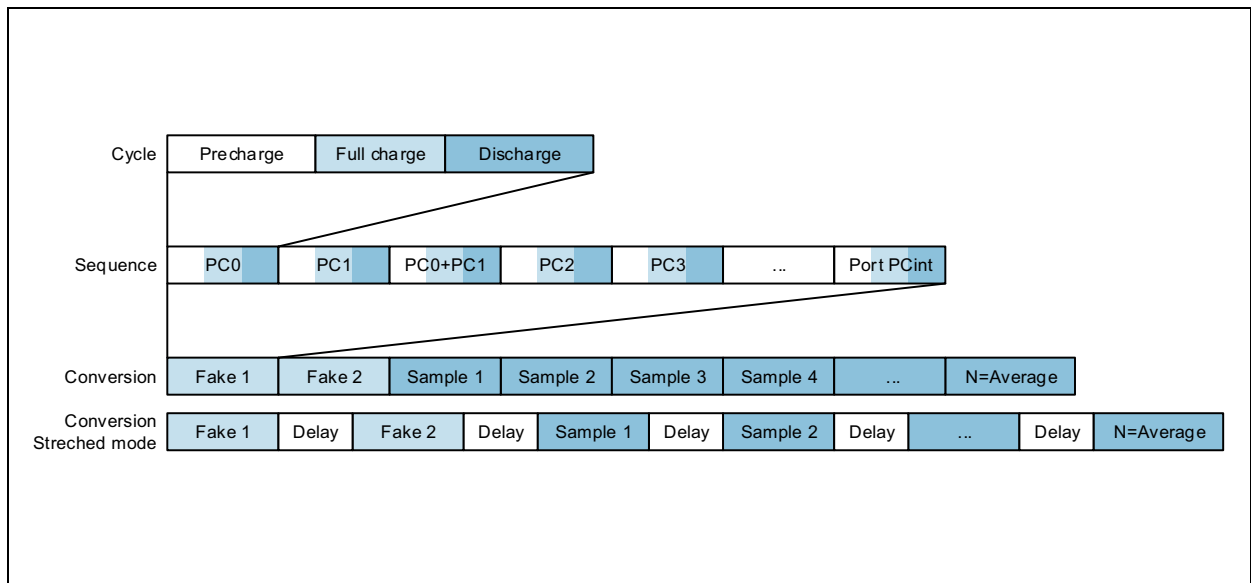 Cycle Precharge Full charge Discharge
Sequence PC0 PC1 PC0+PC1 PC2 PC3 ... Port PCint
Conversion Fake 1 Fake 2 Sample 1 Sample 2 Sample 3 Sample 4 ... N=Average
Conversion
Streched mode Fake 1 Delay Fake 2 Delay Sample 1 Delay Sample 2 Delay ... Delay N=Average